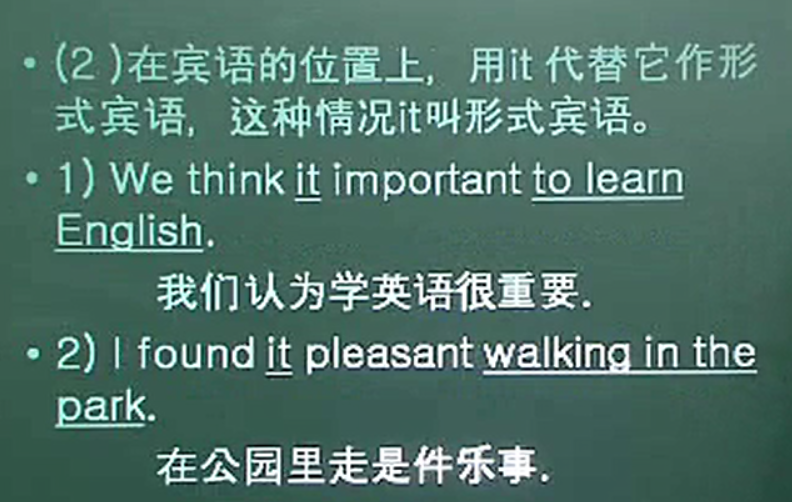 • (2 )在宾语的位置上, 用it 代替它作形
式宾语, 这种情况it叫形式宾语。
• 1) We think it important to learn
English.
我们认为学英语很重要.
• 2) I found it pleasant walking in the
park.
在公园里走是件乐事.